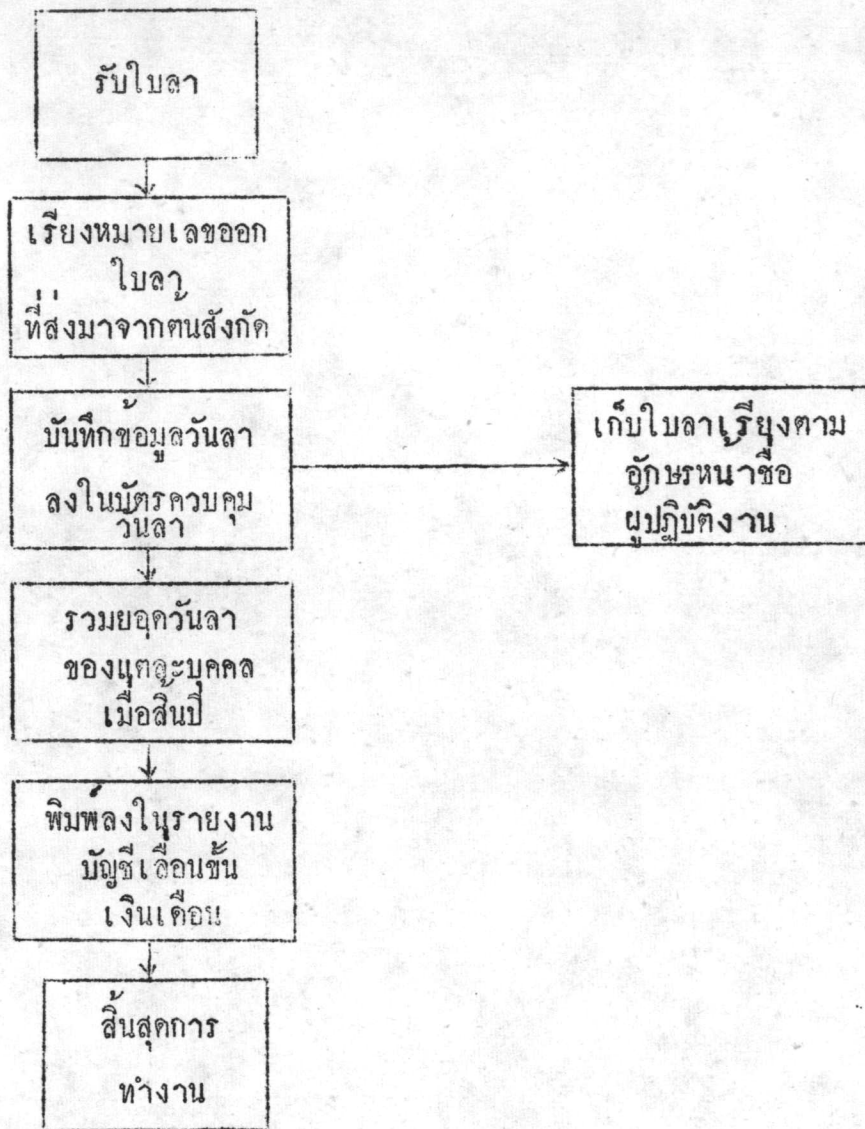 รับใบลา
เรียงหมายเลขออก
ใบลา
ที่ส่งมาจากต้นสังกัด
บันทึกข้อมูลวันลา
ลงในบัตรควบคุม
วันลา
เก็บใบลาเรียงตาม
อักษรหน้าชื่อ
ผู้ปฏิบัติงาน
รวมยอดวันลา
ของแต่ละบุคคล
เมื่อสิ้นปี
พิมพ์ลงในรายงาน
บัญชีเลื่อนขั้น
เงินเดือน
สิ้นสุดการ
ทำงาน